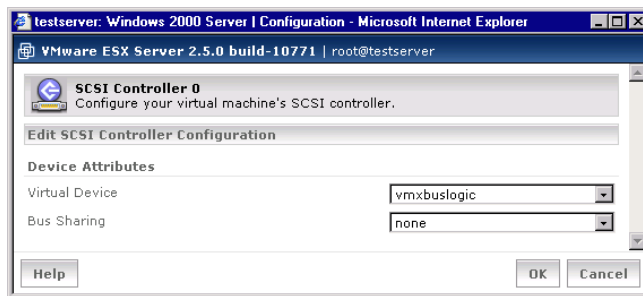 testserver: Windows 2000 Server | Configuration - Microsoft Internet Explorer
VMware ESX Server 2.5.0 build-10771 | root@testserver
SCSI Controller 0
Configure your virtual machine's SCSI controller.
Edit SCSI Controller Configuration
Device Attributes
Virtual Device vmxbuslogic
Bus Sharing none
Help OK Cancel